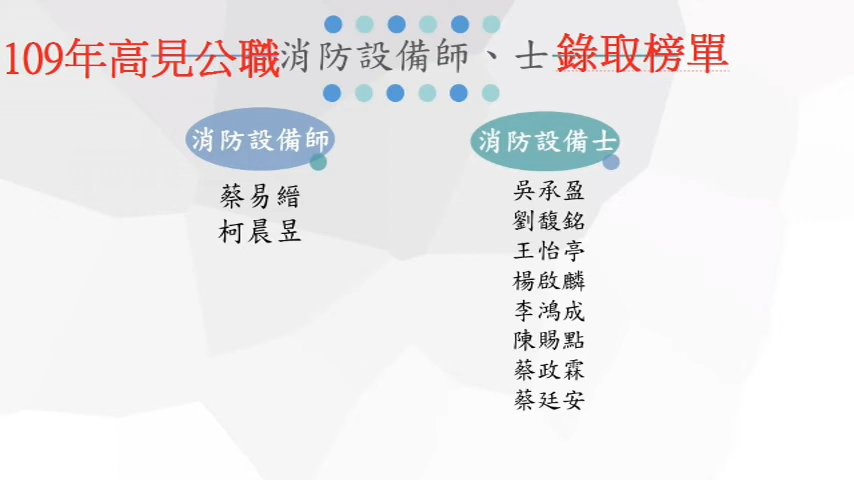 109年高見公職消防設備師、士錄取榜單
消防設備師
蔡易縉
柯晨昱
消防設備士
吳承盈
劉馥銘
王怡亭
楊啟麟
李鴻成
陳賜點
蔡政霖
蔡廷安